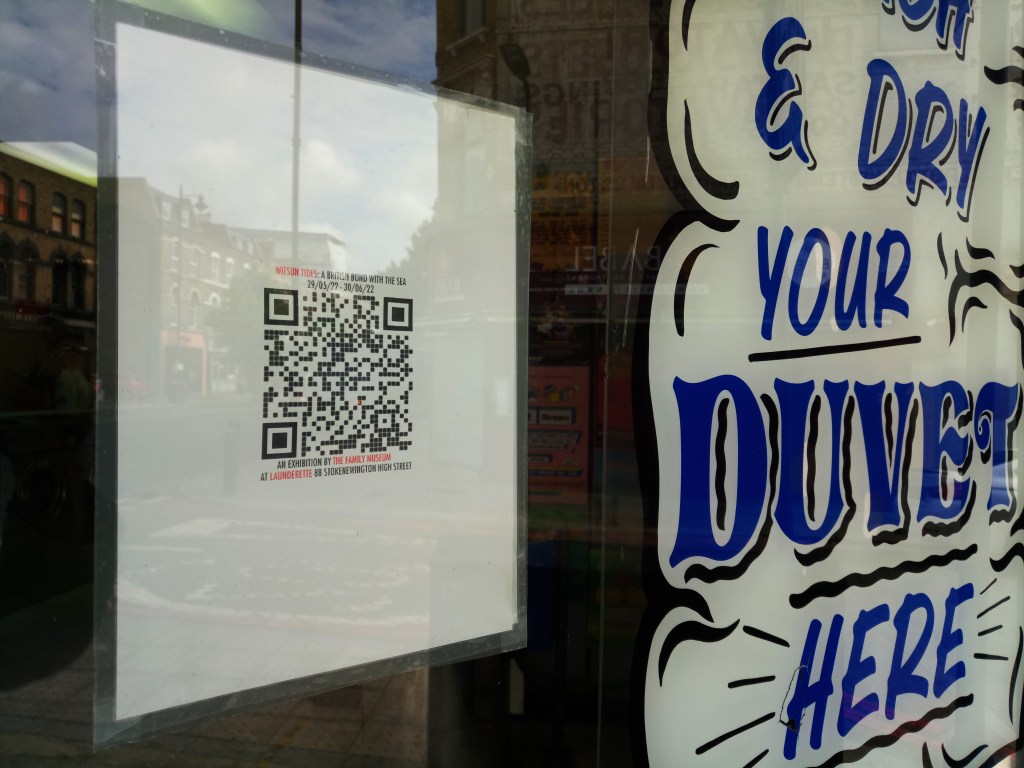 WITSUN TIDES: A BRITISH BOND WITH THE SEA
29/05/22 - 30/06/22
AN EXHIBITION BY THE FAMILY MUSEUM
AT LAUNDERETTE 88 STOKENEWINGTON HIGH STREET
& DRY
YOUR
DUVET
HERE
BABEL